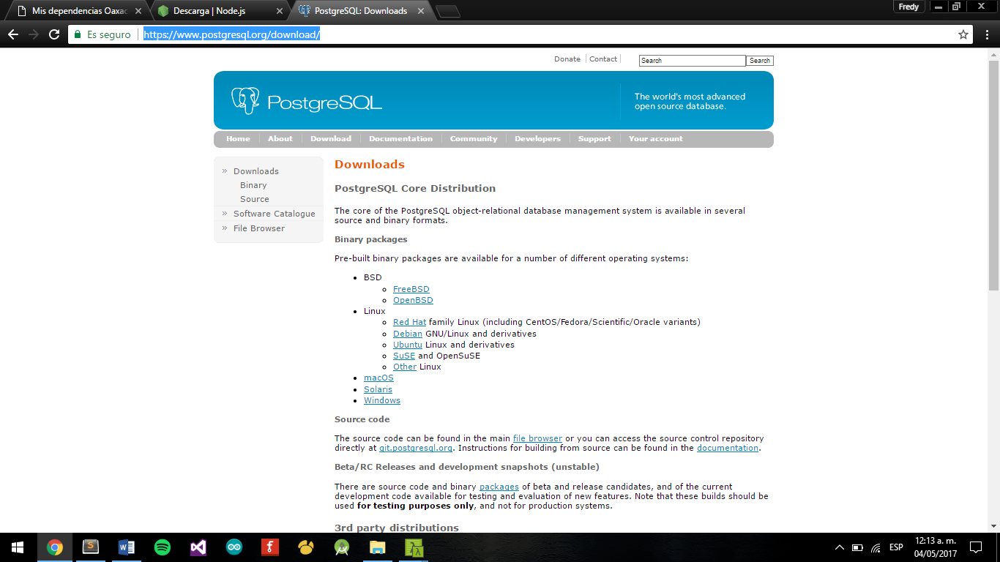 Mis dependencias Oaxac
Descarga | Node.js
PostgreSQL: Downloads
Fredy
Es seguro
https://www.postgresql.org/download/
Donate
Contact
Search
Search
PostgreSQL
The world's most advanced
open source database.
Home
About
Download
Documentation
Community
Developers
Support
Your account
» Downloads
Binary
Source
» Software Catalogue
» File Browser
Downloads
PostgreSQL Core Distribution
The core of the PostgreSQL object-relational database management system is available in several
source and binary formats.
Binary packages
Pre-built binary packages are available for a number of different operating systems:
BSD
FreeBSD
OpenBSD
Linux
Red Hat family Linux (including CentOS/Fedora/Scientific/Oracle variants)
Debian GNU/Linux and derivatives
Ubuntu Linux and derivatives
SuSE and OpenSuSE
Other Linux
macOS
Solaris
Windows
Source code
The source code can be found in the main file browser or you can access the source control repository
directly at git.postgresql.org. Instructions for building from source can be found in the documentation.
Beta/RC Releases and development snapshots (unstable)
There are source code and binary packages of beta and release candidates, and of the current
development code available for testing and evaluation of new features. Note that these builds should be
used for testing purposes only, and not for production systems.
3rd party distributions
ESP
12:13 a. m.
04/05/2017